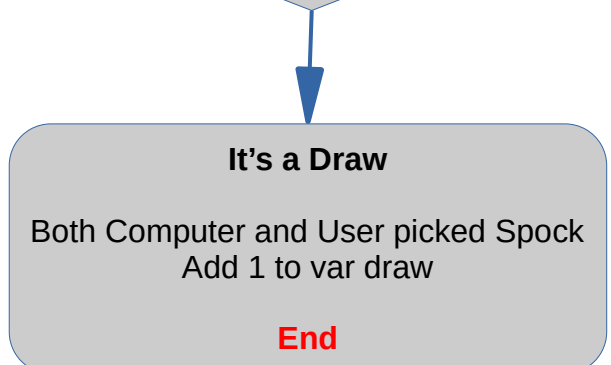 It’s a Draw
Both Computer and User picked Spock
Add 1 to var draw
End